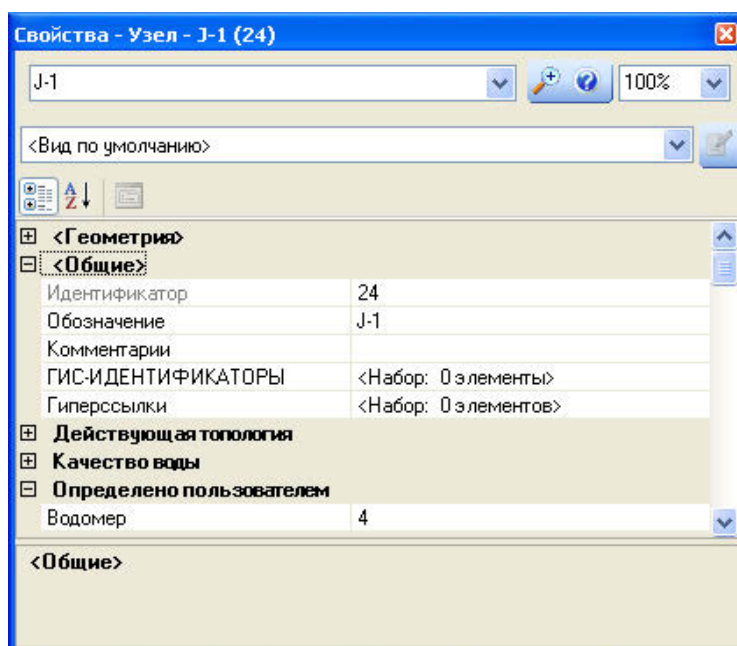 Свойства - Узел - J-1 (24)
J-1 100%
<Вид по умолчанию>
<Геометрия>
<Общие>
Идентификатор 24
Обозначение J-1
Комментарии
ГИС-ИДЕНТИФИКАТОРЫ <Набор: 0 элементы>
Гиперссылки <Набор: 0 элементов>
Действующая топология
Качество воды
Определено пользователем
Водомер 4
<Общие>